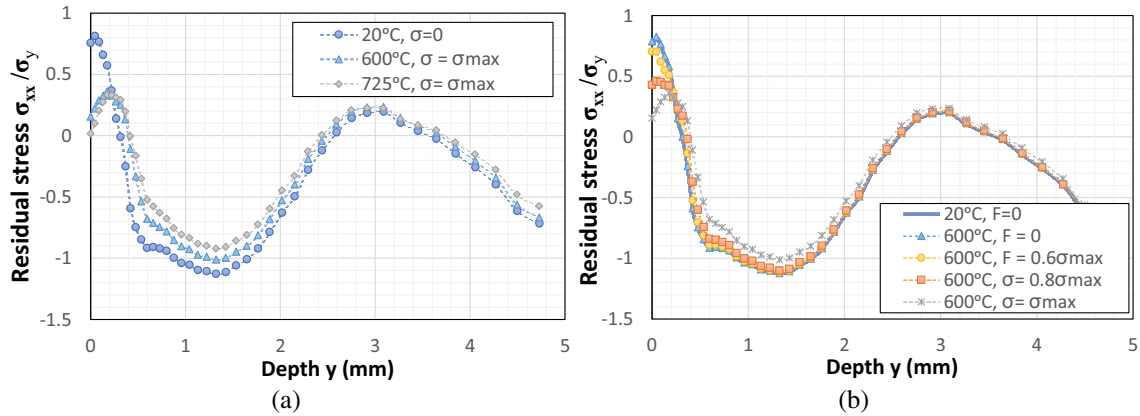 Residual stress σxx /σy
1
0.5
0
-0.5
-1
-1.5
0 1 2 3 4 5
Depth y (mm)
20°C, σ=0
600°C, σ = σmax
725°C, σ= σmax
(a)
Residual stress σxx /σy
1
0.5
0
-0.5
-1
-1.5
0 1 2 3 4 5
Depth y (mm)
20°C, F=0
600°C, F = 0
600°C, F = 0.6σmax
600°C, σ= 0.8σmax
600°C, σ= σmax
(b)